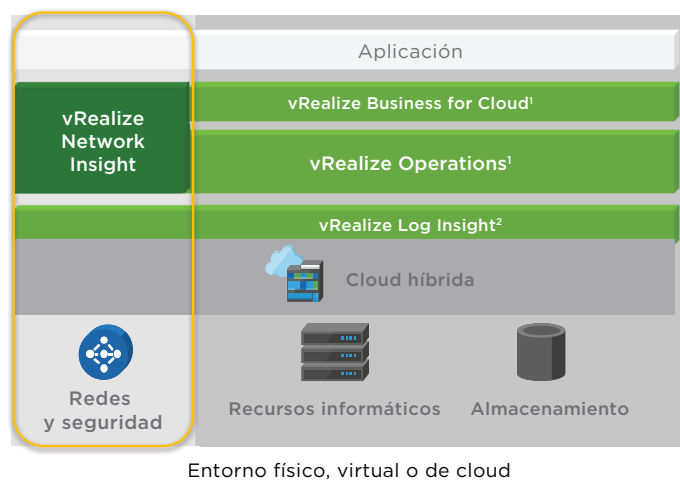 Aplicación
vRealize
Network
Insight
vRealize Business for Cloud¹
vRealize Operations¹
vRealize Log Insight²
Cloud híbrida
Redes
y seguridad
Recursos informáticos
Almacenamiento
Entorno físico, virtual o de cloud